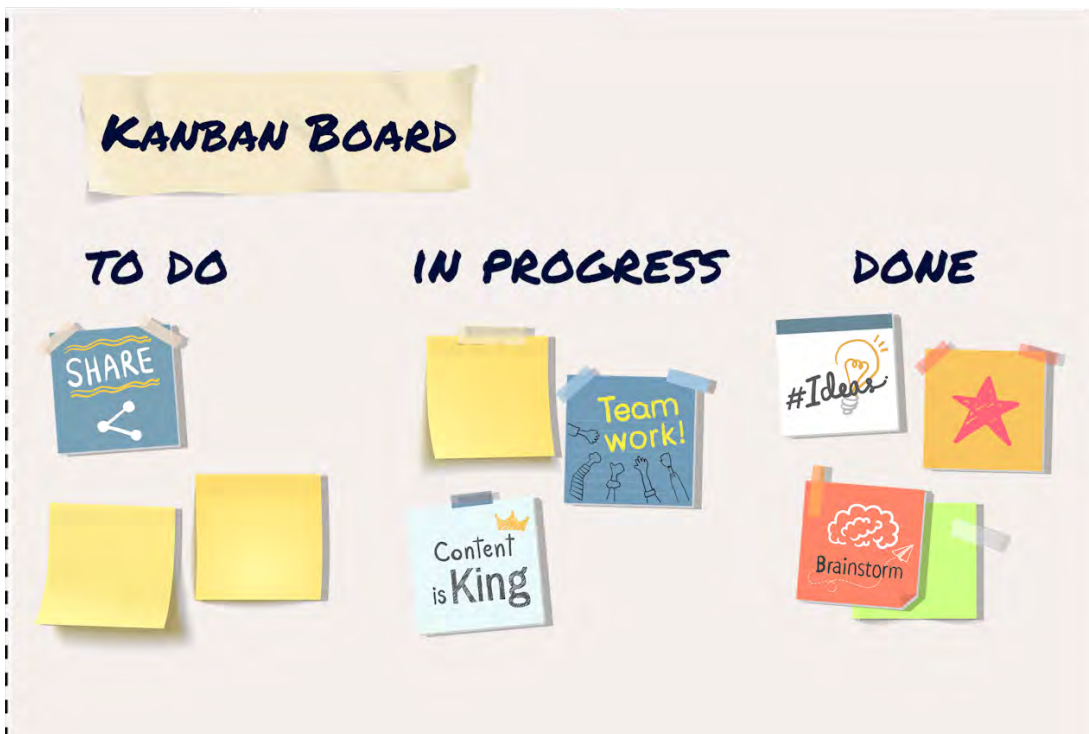 KANBAN BOARD
TO DO
IN PROGRESS
DONE
SHARE
Team
work!
Content
is King
#Ideas
Brainstorm